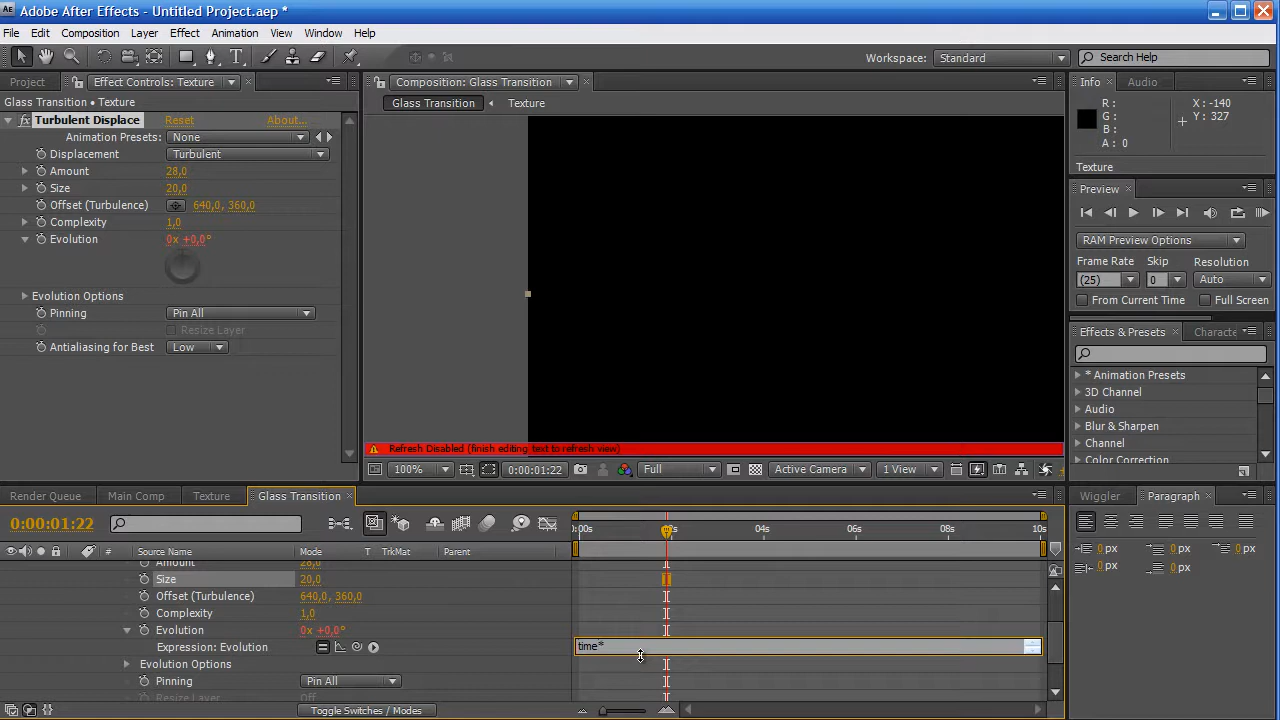 Adobe After Effects - Untitled Project.aep *
File Edit Composition Layer Effect Animation View Window Help
Workspace: Standard Search Help
Project Effect Controls: Texture Composition: Glass Transition Info Audio
Glass Transition • Texture Glass Transition Texture
Turbulent Displace Reset About...
Animation Presets: None
Displacement Turbulent
Amount 28,0
Size 20,0
Offset (Turbulence) 640,0, 360,0
Complexity 1,0
Evolution 0x +0,0°
Evolution Options
Pinning Pin All
Resize Layer
Antialiasing for Best Low
R :
G :
B :
A : 0
X : -140
Y : 327
Texture
Preview
RAM Preview Options
Frame Rate Skip Resolution
(25) 0 Auto
From Current Time Full Screen
Effects & Presets Characte
* Animation Presets
3D Channel
Audio
Blur & Sharpen
Channel
Color Correction
Refresh Disabled (finish editing text to refresh view)
100% 0:00:01:22 Full Active Camera 1 View
Render Queue Main Comp Texture Glass Transition Wiggler Paragraph
0:00:01:22
:00s 04s 06s 08s 10s
# Source Name Mode T TrkMat Parent
Amount 28,0
Size 20,0
Offset (Turbulence) 640,0, 360,0
Complexity 1,0
Evolution 0x +0,0°
Expression: Evolution time*
Evolution Options
Pinning Pin All
Resize Layer Off
Toggle Switches / Modes
0 px 0 px 0 px
0 px 0 px